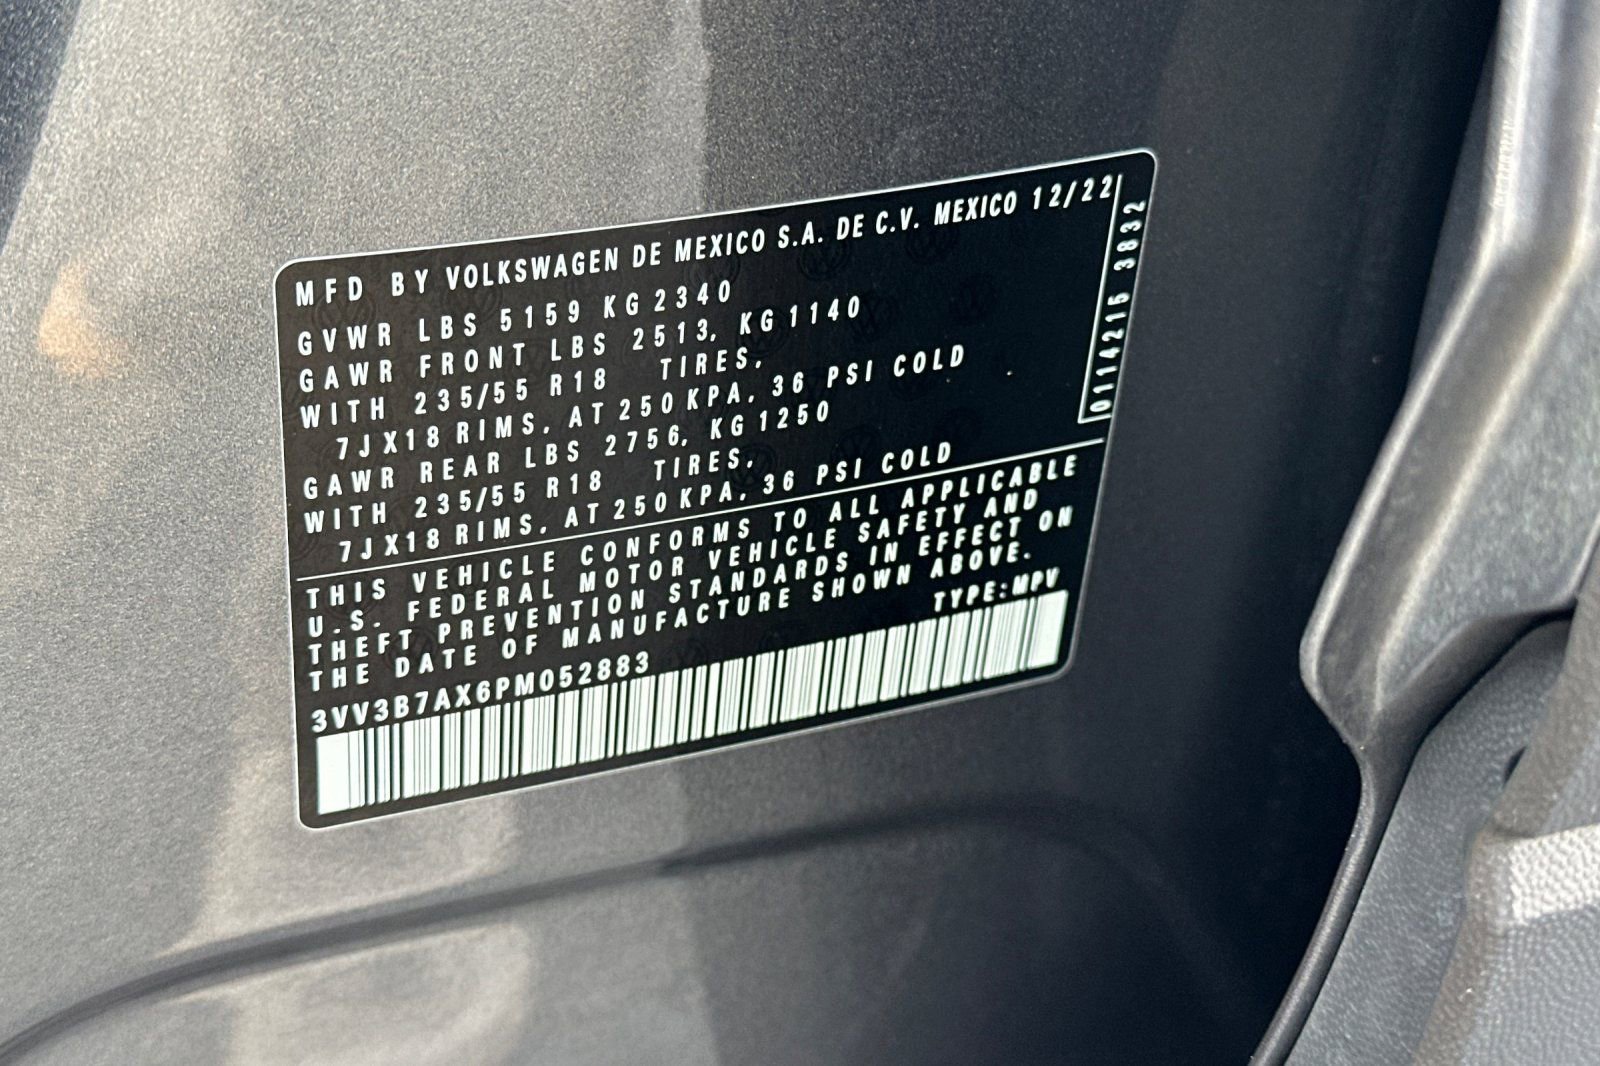 MFD BY VOLKSWAGEN DE MEXICO S.A. DE C.V. MEXICO 12/22
GVWR LBS 5159 KG 2340
GAWR FRONT LBS 2513, KG 1140
WITH 235/55 R18 TIRES,
7JX18 RIMS, AT 250 KPA, 36 PSI COLD
GAWR REAR LBS 2756, KG 1250
WITH 235/55 R18 TIRES,
7JX18 RIMS, AT 250 KPA, 36 PSI COLD
0114215 3832
THIS VEHICLE CONFORMS TO ALL APPLICABLE
U.S. FEDERAL MOTOR VEHICLE SAFETY AND
THEFT PREVENTION STANDARDS IN EFFECT ON
THE DATE OF MANUFACTURE SHOWN ABOVE.
TYPE:MPV
3VV3B7AX6PM052883